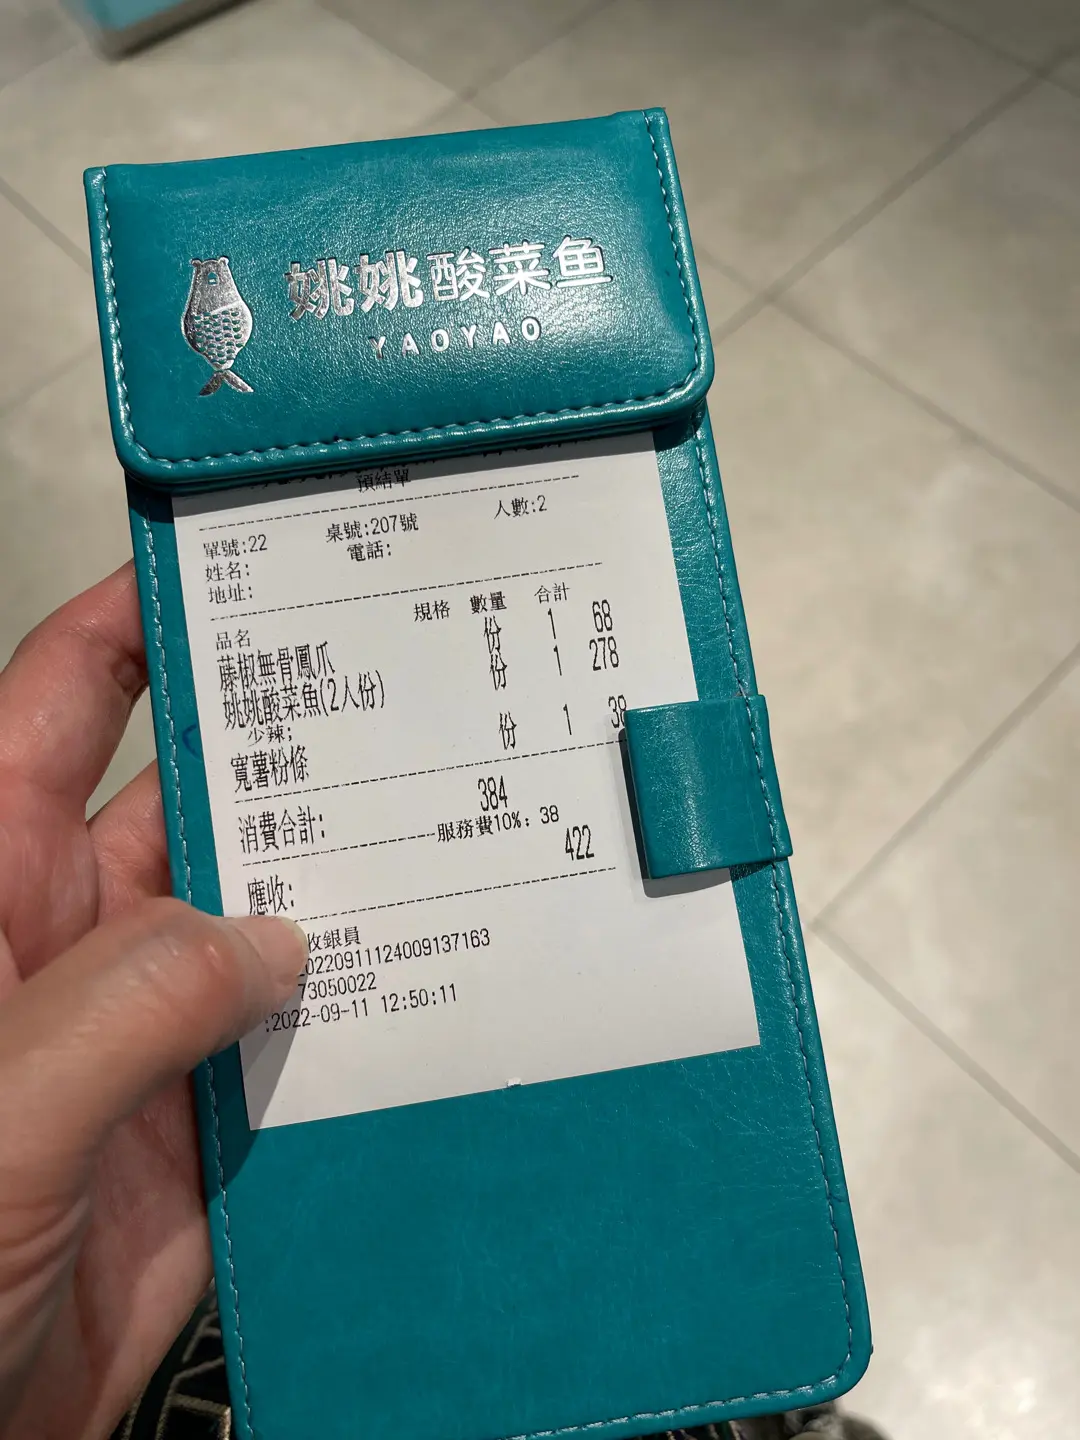 姚姚酸菜鱼
YAOYAO
預結單
單號:22 桌號:207號 人數:2
姓名: 電話:
地址:
品名 規格 數量 合計
藤椒無骨鳳爪 份 1 68
姚姚酸菜魚(2人份) 份 1 278
少辣;
寬薯粉條 份 1 38
消費合計: 384
服務費10%: 38
應收: 422
收銀員
2022091112400913​7163
73050022
:2022-09-11 12:50:11